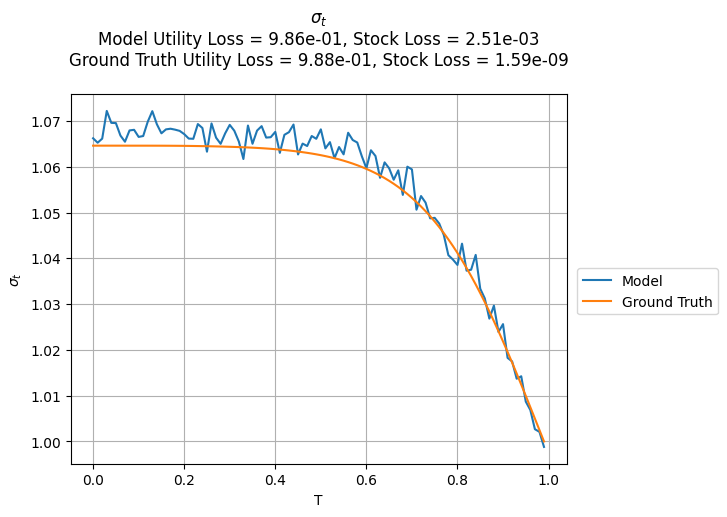 σt
Model Utility Loss = 9.86e-01, Stock Loss = 2.51e-03
Ground Truth Utility Loss = 9.88e-01, Stock Loss = 1.59e-09
1.07
1.06
1.05
1.04
1.03
1.02
1.01
1.00
σt
0.0 0.2 0.4 0.6 0.8 1.0
T
Model
Ground Truth